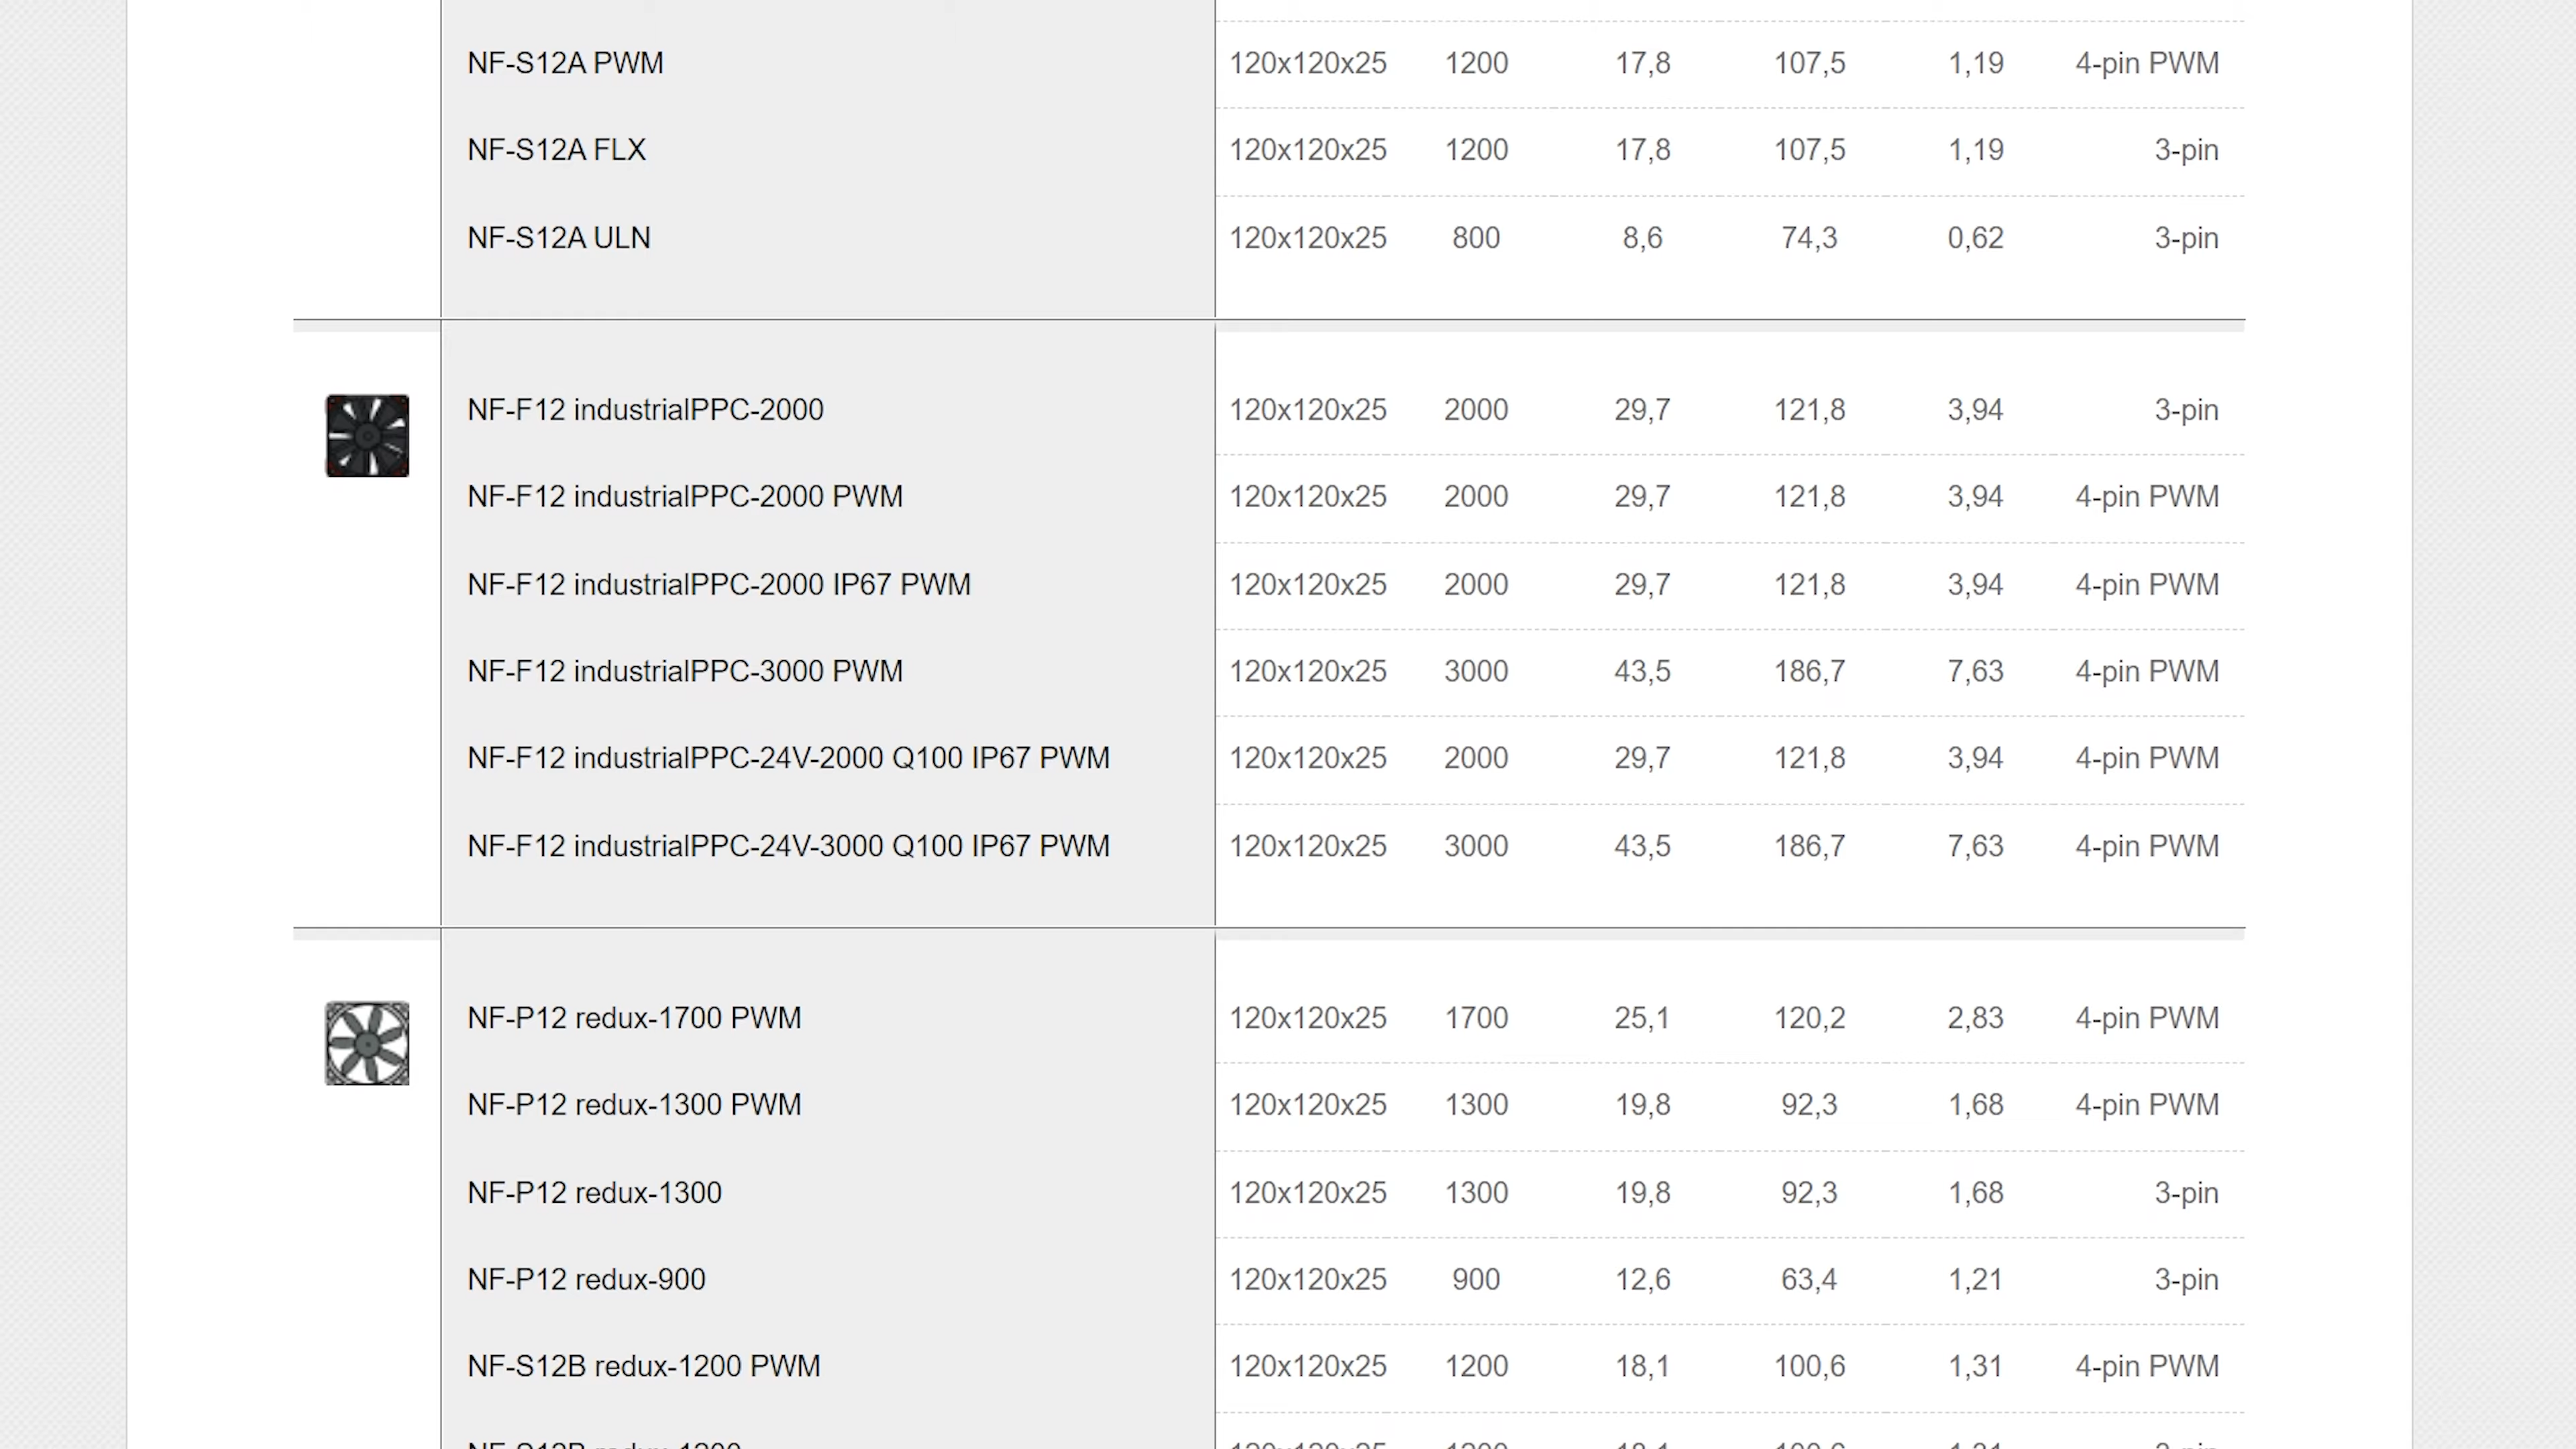 NF-S12A PWM 120x120x25 1200 17,8 107,5 1,19 4-pin PWM
NF-S12A FLX 120x120x25 1200 17,8 107,5 1,19 3-pin
NF-S12A ULN 120x120x25 800 8,6 74,3 0,62 3-pin
NF-F12 industrialPPC-2000 120x120x25 2000 29,7 121,8 3,94 3-pin
NF-F12 industrialPPC-2000 PWM 120x120x25 2000 29,7 121,8 3,94 4-pin PWM
NF-F12 industrialPPC-2000 IP67 PWM 120x120x25 2000 29,7 121,8 3,94 4-pin PWM
NF-F12 industrialPPC-3000 PWM 120x120x25 3000 43,5 186,7 7,63 4-pin PWM
NF-F12 industrialPPC-24V-2000 Q100 IP67 PWM 120x120x25 2000 29,7 121,8 3,94 4-pin PWM
NF-F12 industrialPPC-24V-3000 Q100 IP67 PWM 120x120x25 3000 43,5 186,7 7,63 4-pin PWM
NF-P12 redux-1700 PWM 120x120x25 1700 25,1 120,2 2,83 4-pin PWM
NF-P12 redux-1300 PWM 120x120x25 1300 19,8 92,3 1,68 4-pin PWM
NF-P12 redux-1300 120x120x25 1300 19,8 92,3 1,68 3-pin
NF-P12 redux-900 120x120x25 900 12,6 63,4 1,21 3-pin
NF-S12B redux-1200 PWM 120x120x25 1200 18,1 100,6 1,31 4-pin PWM